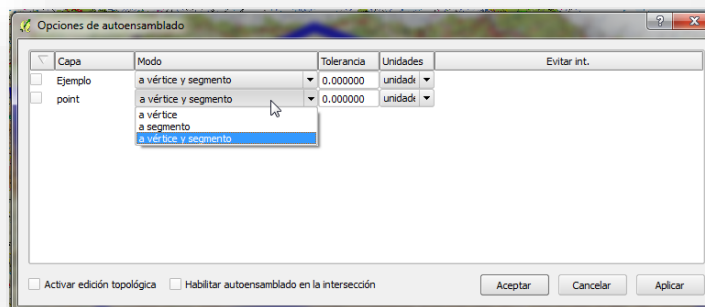 Opciones de autoensamblado
Capa Modo Tolerancia Unidades Evitar int.
Ejemplo a vértice y segmento 0.000000 unidade
point a vértice y segmento 0.000000 unidade
a vértice
a segmento
a vértice y segmento
Activar edición topológica Habilitar autoensamblado en la intersección Aceptar Cancelar Aplicar